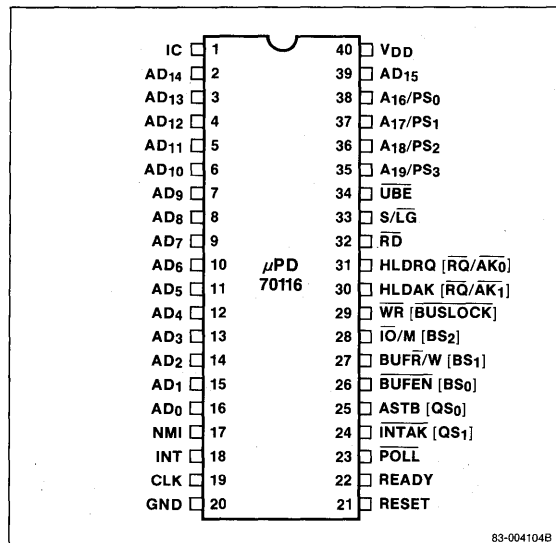 IC 1 40 VDD
AD14 2 39 AD15
AD13 3 38 A16/PS0
AD12 4 37 A17/PS1
AD11 5 36 A18/PS2
AD10 6 35 A19/PS3
AD9 7 34 UBE
AD8 8 33 S/LG
AD7 9 32 RD
AD6 10 μPD 31 HLDRQ [RQ/AK0]
AD5 11 70116 30 HLDAK [RQ/AK1]
AD4 12 29 WR [BUSLOCK]
AD3 13 28 IO/M [BS2]
AD2 14 27 BUFR/W [BS1]
AD1 15 26 BUFEN [BS0]
AD0 16 25 ASTB [QS0]
NMI 17 24 INTAK [QS1]
INT 18 23 POLL
CLK 19 22 READY
GND 20 21 RESET
83-004104B